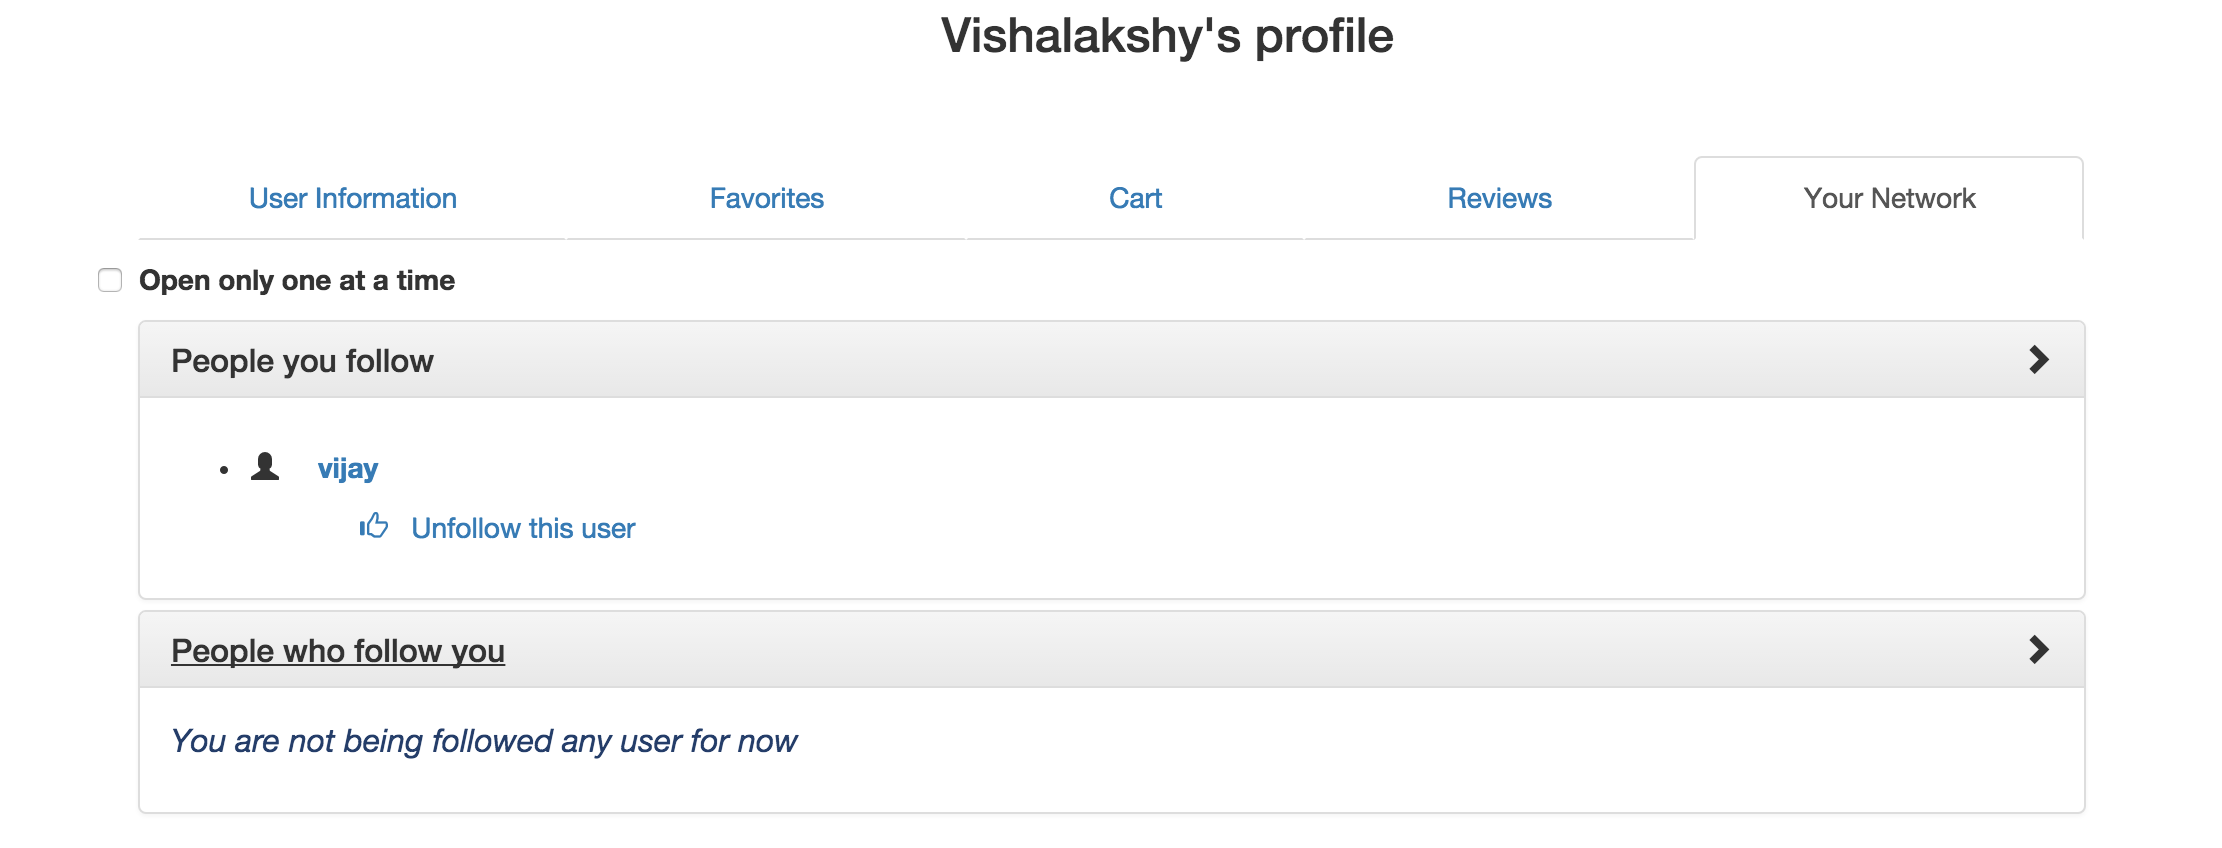 Vishalakshy's profile
User Information Favorites Cart Reviews Your Network
Open only one at a time
People you follow
vijay
Unfollow this user
People who follow you
You are not being followed any user for now